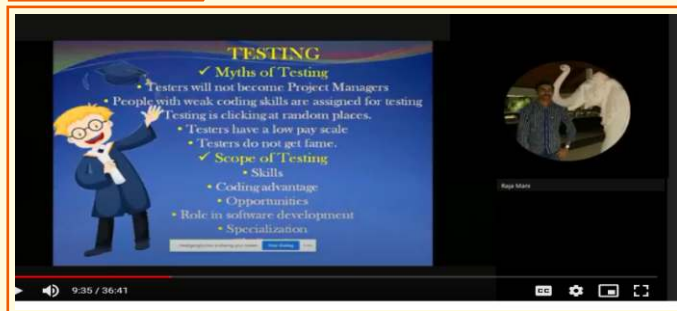 TESTING
✓ Myths of Testing
• Testers will not become Project Managers
• People with weak coding skills are assigned for testing
Testing is clicking at random places.
• Testers have a low pay scale
• Testers do not get fame.
✓ Scope of Testing
• Skills
• Coding advantage
• Opportunities
• Role in software development
• Specialization
Raja Mani
9:35 / 36:41
CC